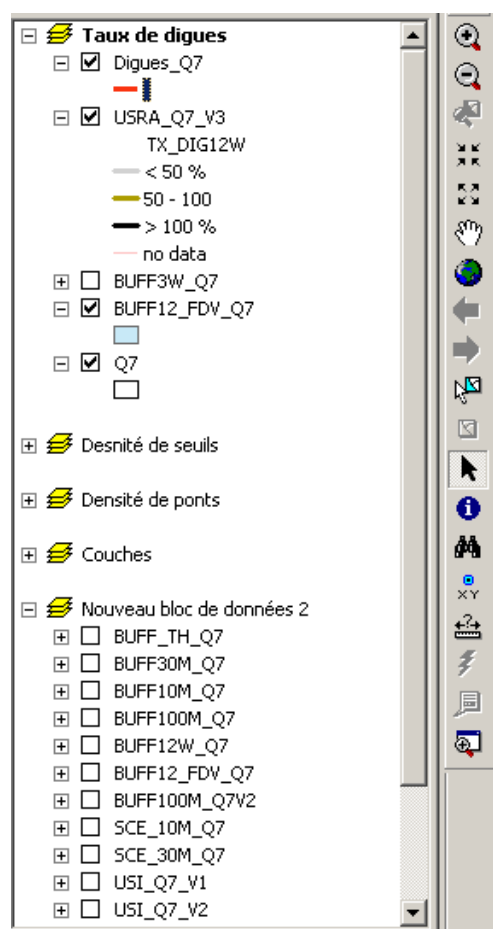 Taux de digues
Digues_Q7
USRA_Q7_V3
TX_DIG12W
< 50 %
50 - 100
> 100 %
no data
BUFF3W_Q7
BUFF12_FDV_Q7
Q7
Desnité de seuils
Densité de ponts
Couches
Nouveau bloc de données 2
BUFF_TH_Q7
BUFF30M_Q7
BUFF10M_Q7
BUFF100M_Q7
BUFF12W_Q7
BUFF12_FDV_Q7
BUFF100M_Q7V2
SCE_10M_Q7
SCE_30M_Q7
USI_Q7_V1
USI_Q7_V2
XY